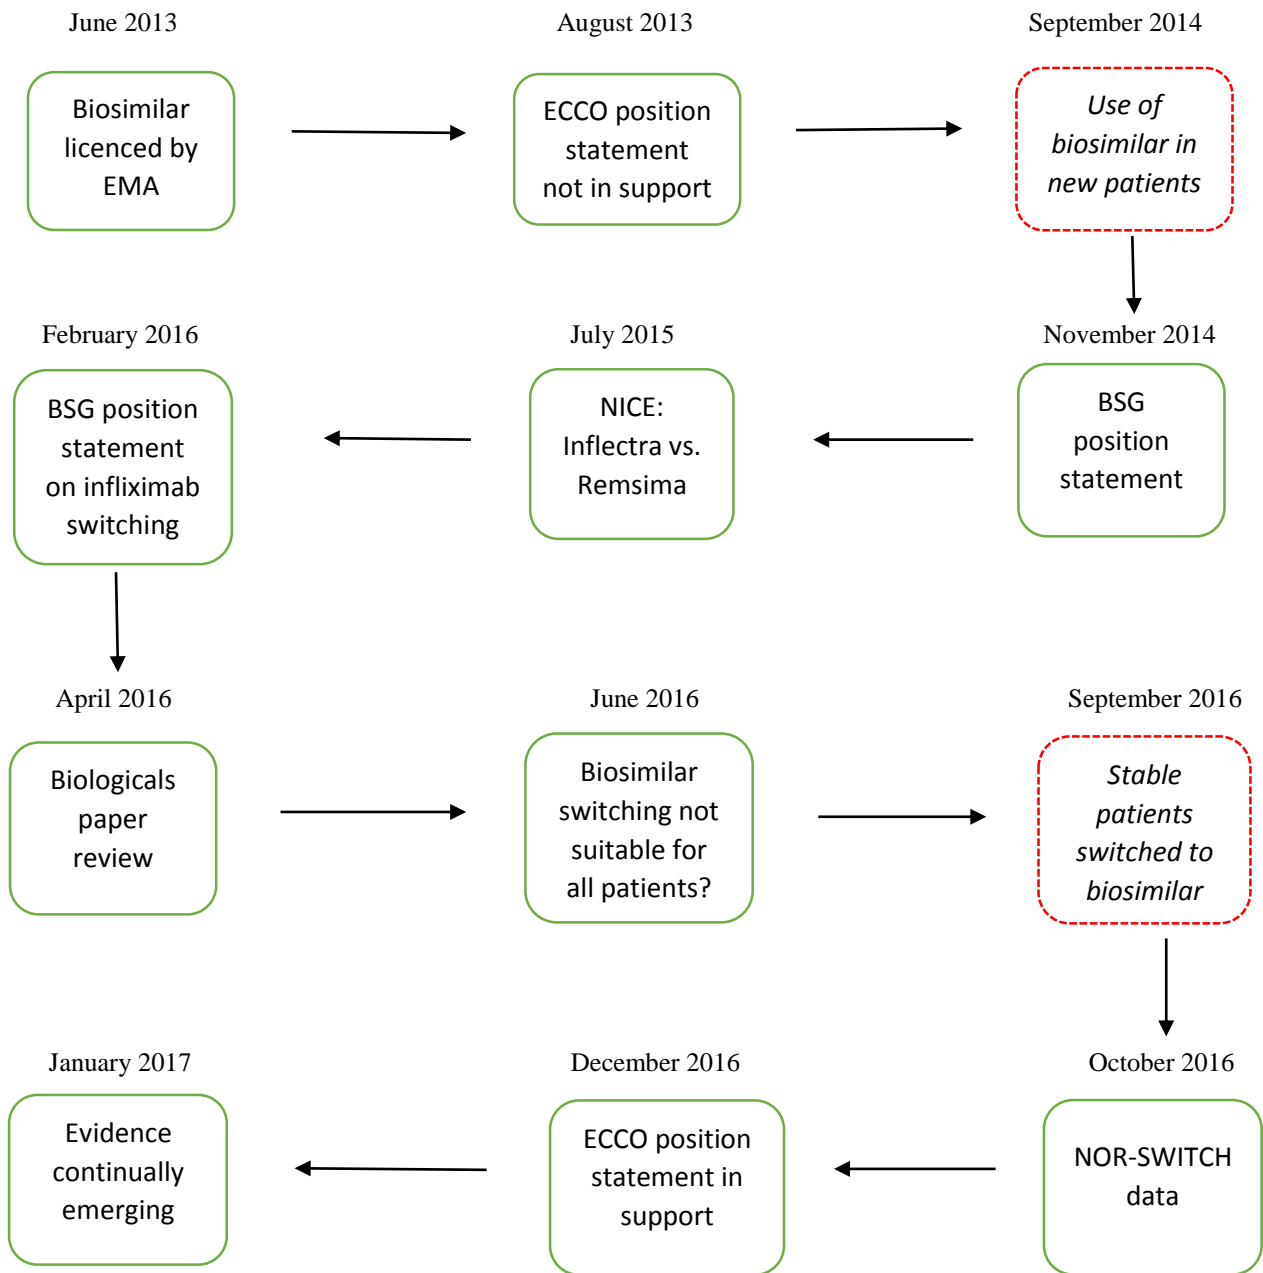 June 2013
Biosimilar
licenced by
EMA
August 2013
ECCO position
statement
not in support
September 2014
Use of
biosimilar in
new patients
November 2014
BSG
position
statement
July 2015
NICE:
Inflectra vs.
Remsima
February 2016
BSG position
statement
on infliximab
switching
April 2016
Biologicals
paper
review
June 2016
Biosimilar
switching not
suitable for
all patients?
September 2016
Stable
patients
switched to
biosimilar
October 2016
NOR-SWITCH
data
December 2016
ECCO position
statement in
support
January 2017
Evidence
continually
emerging